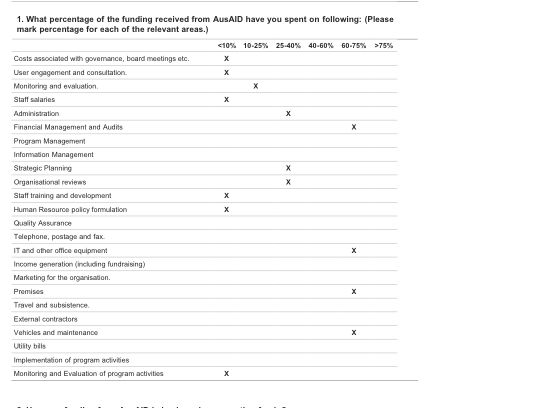 1. What percentage of the funding received from AusAID have you spent on following: (Please
mark percentage for each of the relevant areas.)
<10% 10-25% 25-40% 40-60% 60-75% >75%
Costs associated with governance, board meetings etc. X
User engagement and consultation. X
Monitoring and evaluation. X
Staff salaries X
Administration X
Financial Management and Audits X
Program Management
Information Management
Strategic Planning X
Organisational reviews X
Staff training and development X
Human Resource policy formulation X
Quality Assurance
Telephone, postage and fax.
IT and other office equipment X
Income generation (including fundraising)
Marketing for the organisation.
Premises X
Travel and subsistence.
External contractors
Vehicles and maintenance X
Utility bills
Implementation of program activities
Monitoring and Evaluation of program activities X